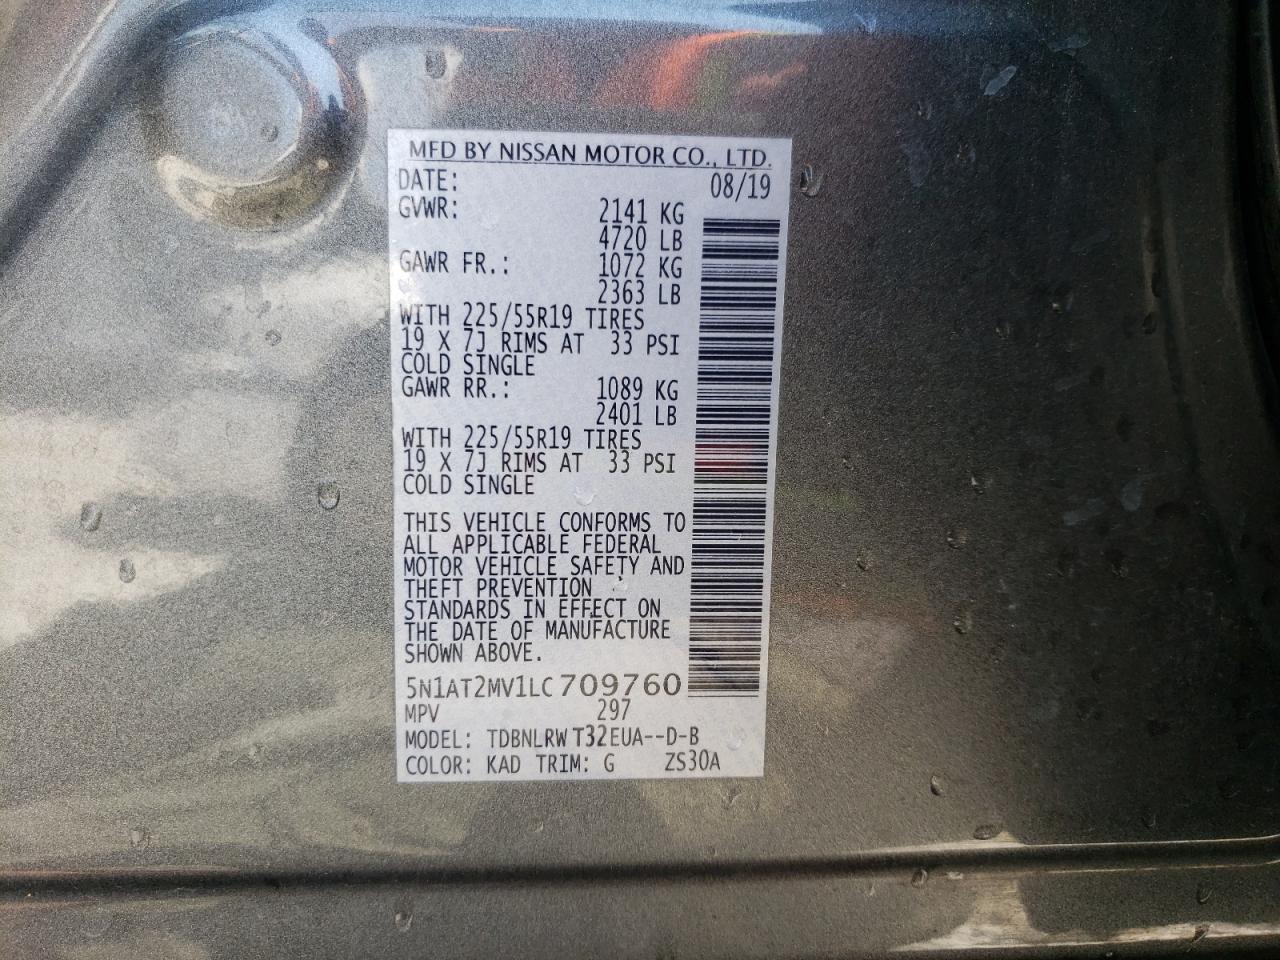 MFD BY NISSAN MOTOR CO., LTD.
DATE: 08/19
GVWR: 2141 KG
4720 LB
GAWR FR.: 1072 KG
2363 LB
WITH 225/55R19 TIRES
19 X 7J RIMS AT 33 PSI
COLD SINGLE
GAWR RR.: 1089 KG
2401 LB
WITH 225/55R19 TIRES
19 X 7J RIMS AT 33 PSI
COLD SINGLE
THIS VEHICLE CONFORMS TO
ALL APPLICABLE FEDERAL
MOTOR VEHICLE SAFETY AND
THEFT PREVENTION
STANDARDS IN EFFECT ON
THE DATE OF MANUFACTURE
SHOWN ABOVE.
5N1AT2MV1LC709760
MPV 297
MODEL: TDBNLRW T32EUA--D-B
COLOR: KAD TRIM: G ZS30A